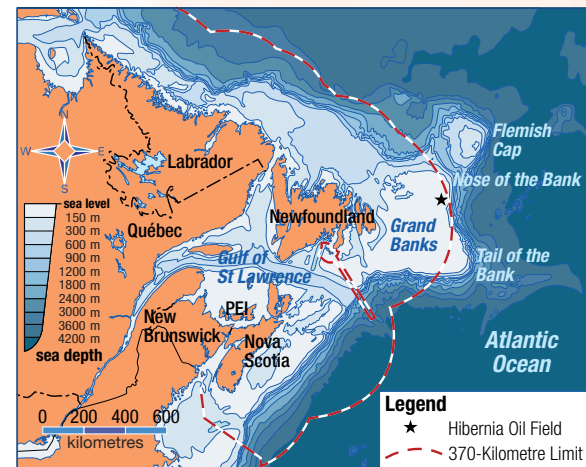 N
W
E
S
Labrador
Québec
Newfoundland
Gulf of
St Lawrence
PEI
New
Brunswick
Nova
Scotia
Grand
Banks
Flemish
Cap
Nose of the Bank
Tail of the
Bank
Atlantic
Ocean
sea level
150 m
300 m
600 m
900 m
1200 m
1800 m
2400 m
3000 m
3600 m
4200 m
sea depth
0 200 400 600
kilometres
Legend
Hibernia Oil Field
370-Kilometre Limit